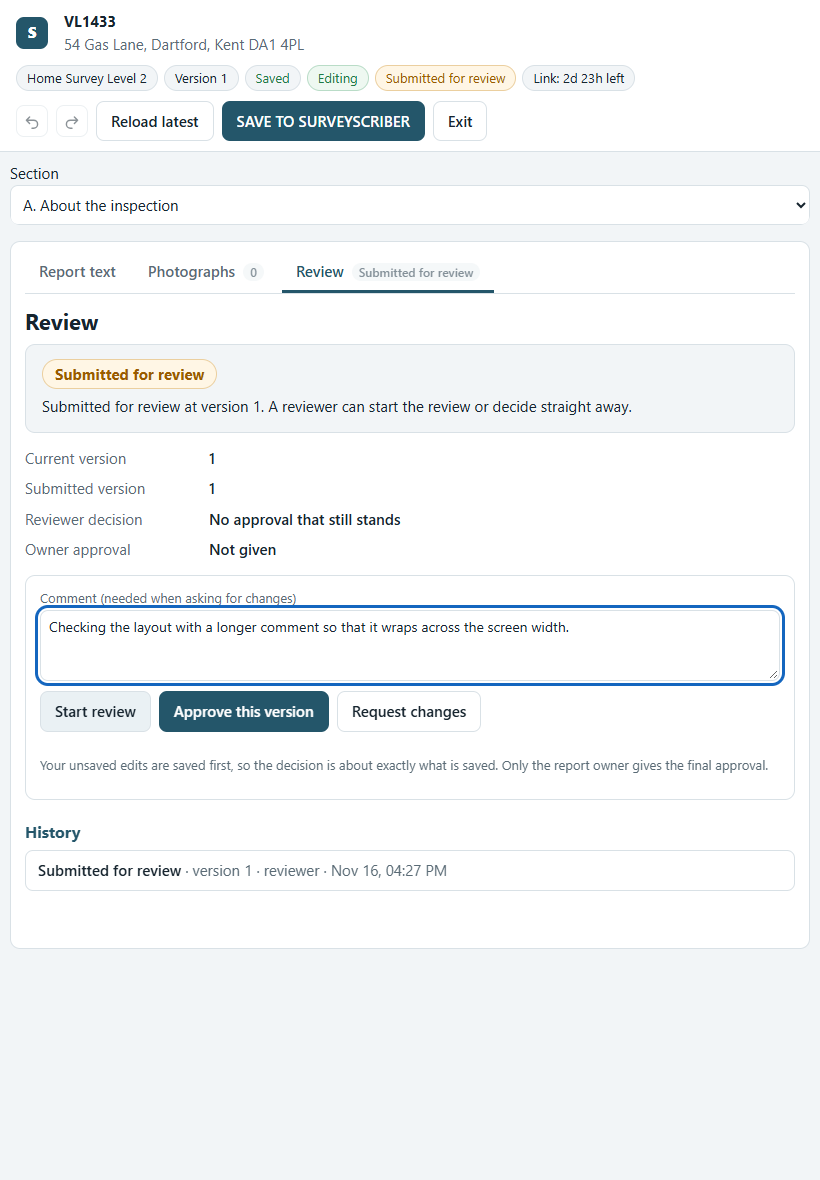 S
VL1433
54 Gas Lane, Dartford, Kent DA1 4PL
Home Survey Level 2 Version 1 Saved Editing Submitted for review Link: 2d 23h left
Reload latest SAVE TO SURVEYSCRIBER Exit
Section
A. About the inspection
Report text Photographs 0 Review Submitted for review
Review
Submitted for review
Submitted for review at version 1. A reviewer can start the review or decide straight away.
Current version 1
Submitted version 1
Reviewer decision No approval that still stands
Owner approval Not given
Comment (needed when asking for changes)
Checking the layout with a longer comment so that it wraps across the screen width.
Start review Approve this version Request changes
Your unsaved edits are saved first, so the decision is about exactly what is saved. Only the report owner gives the final approval.
History
Submitted for review · version 1 · reviewer · Nov 16, 04:27 PM